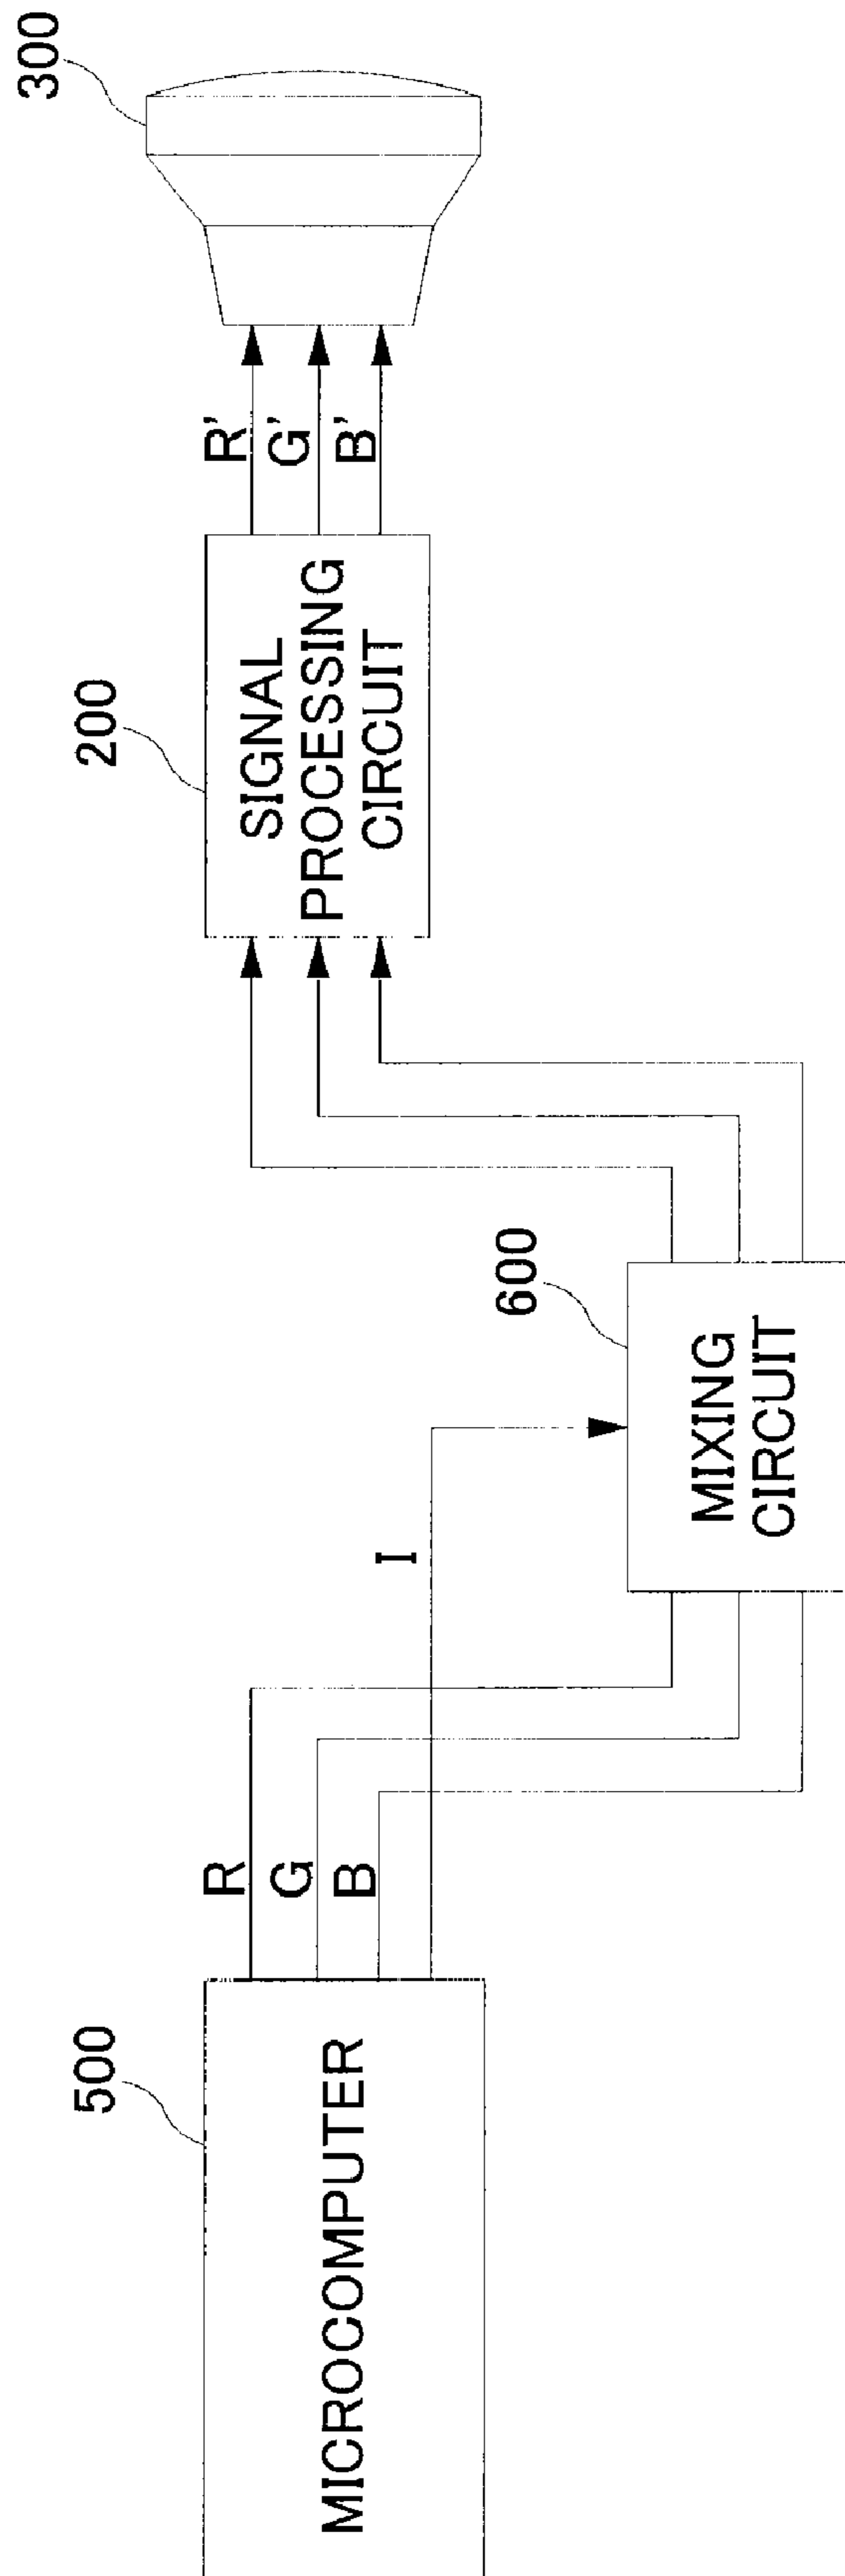 500
MICROCOMPUTER
R
G
B
I
600
MIXING
CIRCUIT
200
SIGNAL
PROCESSING
CIRCUIT
R'
G'
B'
300